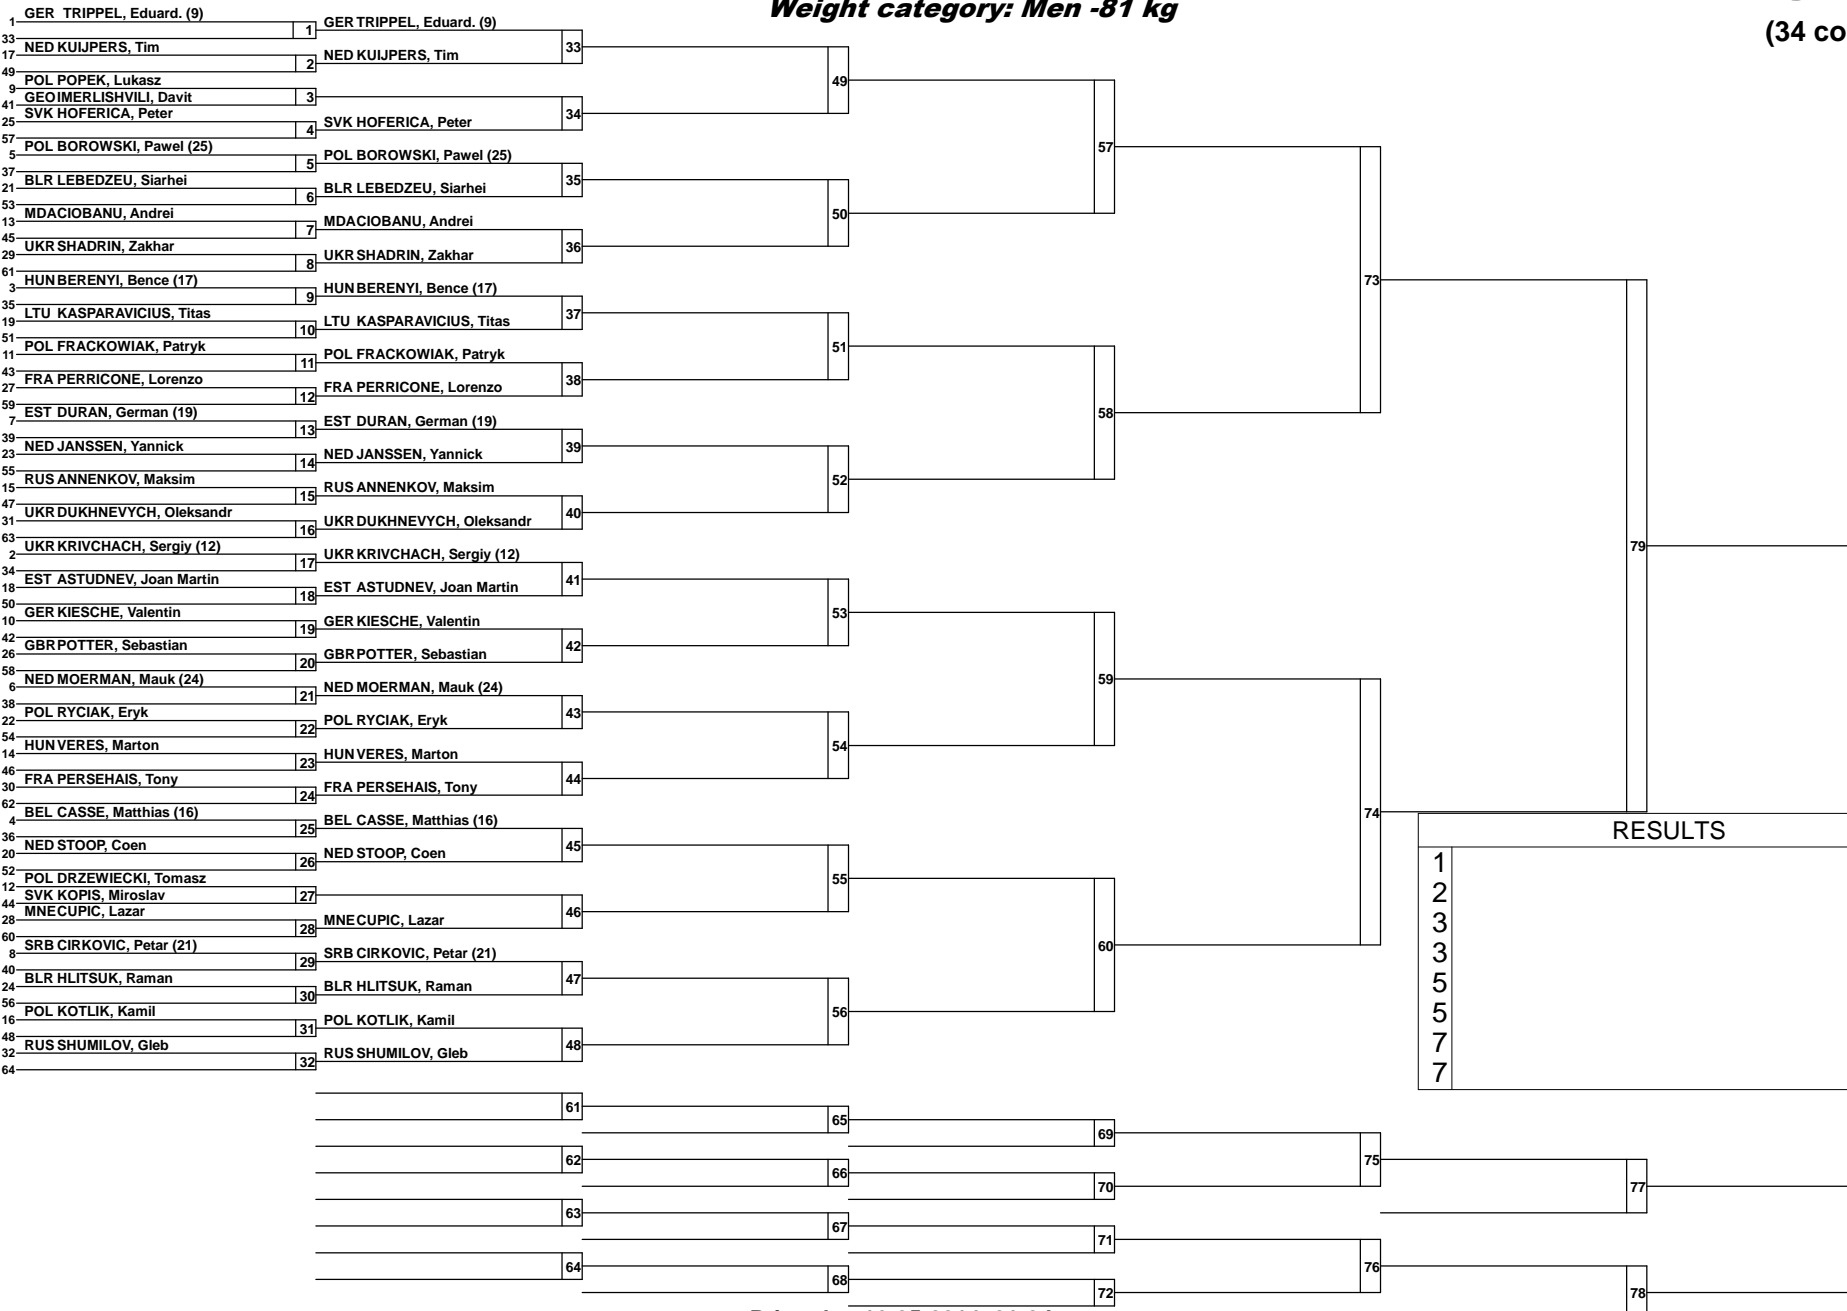 Weight category: Men -81 kg
(34 co
1 GER TRIPPEL, Eduard. (9)
1 GER TRIPPEL, Eduard. (9)
33
33
17 NED KUIJPERS, Tim
2 NED KUIJPERS, Tim
49
49
9 POL POPEK, Lukasz
3
34
41 GEO IMERLISHVILI, Davit
25 SVK HOFERICA, Peter
4 SVK HOFERICA, Peter
57
57
5 POL BOROWSKI, Pawel (25)
5 POL BOROWSKI, Pawel (25)
35
37
21 BLR LEBEDZEU, Siarhei
6 BLR LEBEDZEU, Siarhei
53
50
13 MDA CIOBANU, Andrei
7 MDA CIOBANU, Andrei
36
45
29 UKR SHADRIN, Zakhar
8 UKR SHADRIN, Zakhar
61
73
3 HUN BERENYI, Bence (17)
9 HUN BERENYI, Bence (17)
37
35
19 LTU KASPARAVICIUS, Titas
10 LTU KASPARAVICIUS, Titas
51
51
11 POL FRACKOWIAK, Patryk
11 POL FRACKOWIAK, Patryk
38
43
27 FRA PERRICONE, Lorenzo
12 FRA PERRICONE, Lorenzo
59
58
7 EST DURAN, German (19)
13 EST DURAN, German (19)
39
39
23 NED JANSSEN, Yannick
14 NED JANSSEN, Yannick
55
52
15 RUS ANNENKOV, Maksim
15 RUS ANNENKOV, Maksim
40
47
31 UKR DUKHNEVYCH, Oleksandr
16 UKR DUKHNEVYCH, Oleksandr
63
79
2 UKR KRIVCHACH, Sergiy (12)
17 UKR KRIVCHACH, Sergiy (12)
41
34
18 EST ASTUDNEV, Joan Martin
18 EST ASTUDNEV, Joan Martin
50
53
10 GER KIESCHE, Valentin
19 GER KIESCHE, Valentin
42
42
26 GBR POTTER, Sebastian
20 GBR POTTER, Sebastian
58
59
6 NED MOERMAN, Mauk (24)
21 NED MOERMAN, Mauk (24)
43
38
22 POL RYCIAK, Eryk
22 POL RYCIAK, Eryk
54
54
14 HUN VERES, Marton
23 HUN VERES, Marton
44
46
30 FRA PERSEHAIS, Tony
24 FRA PERSEHAIS, Tony
62
74
4 BEL CASSE, Matthias (16)
25 BEL CASSE, Matthias (16)
45
36
20 NED STOOP, Coen
26 NED STOOP, Coen
52
55
12 POL DRZEWIECKI, Tomasz
27
46
44 SVK KOPIS, Miroslav
28 MNE CUPIC, Lazar
28 MNE CUPIC, Lazar
60
60
8 SRB CIRKOVIC, Petar (21)
29 SRB CIRKOVIC, Petar (21)
47
40
24 BLR HLITSUK, Raman
30 BLR HLITSUK, Raman
56
56
16 POL KOTLIK, Kamil
31 POL KOTLIK, Kamil
48
48
32 RUS SHUMILOV, Gleb
32 RUS SHUMILOV, Gleb
64
RESULTS
1
2
3
3
5
5
7
7
61
65
69
62
66
75
70
77
63
67
71
64
68
76
72
78